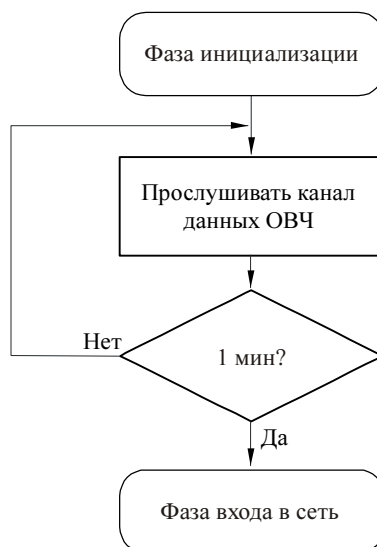 Фаза инициализации
Прослушивать канал
данных ОВЧ
Нет
1 мин?
Да
Фаза входа в сеть